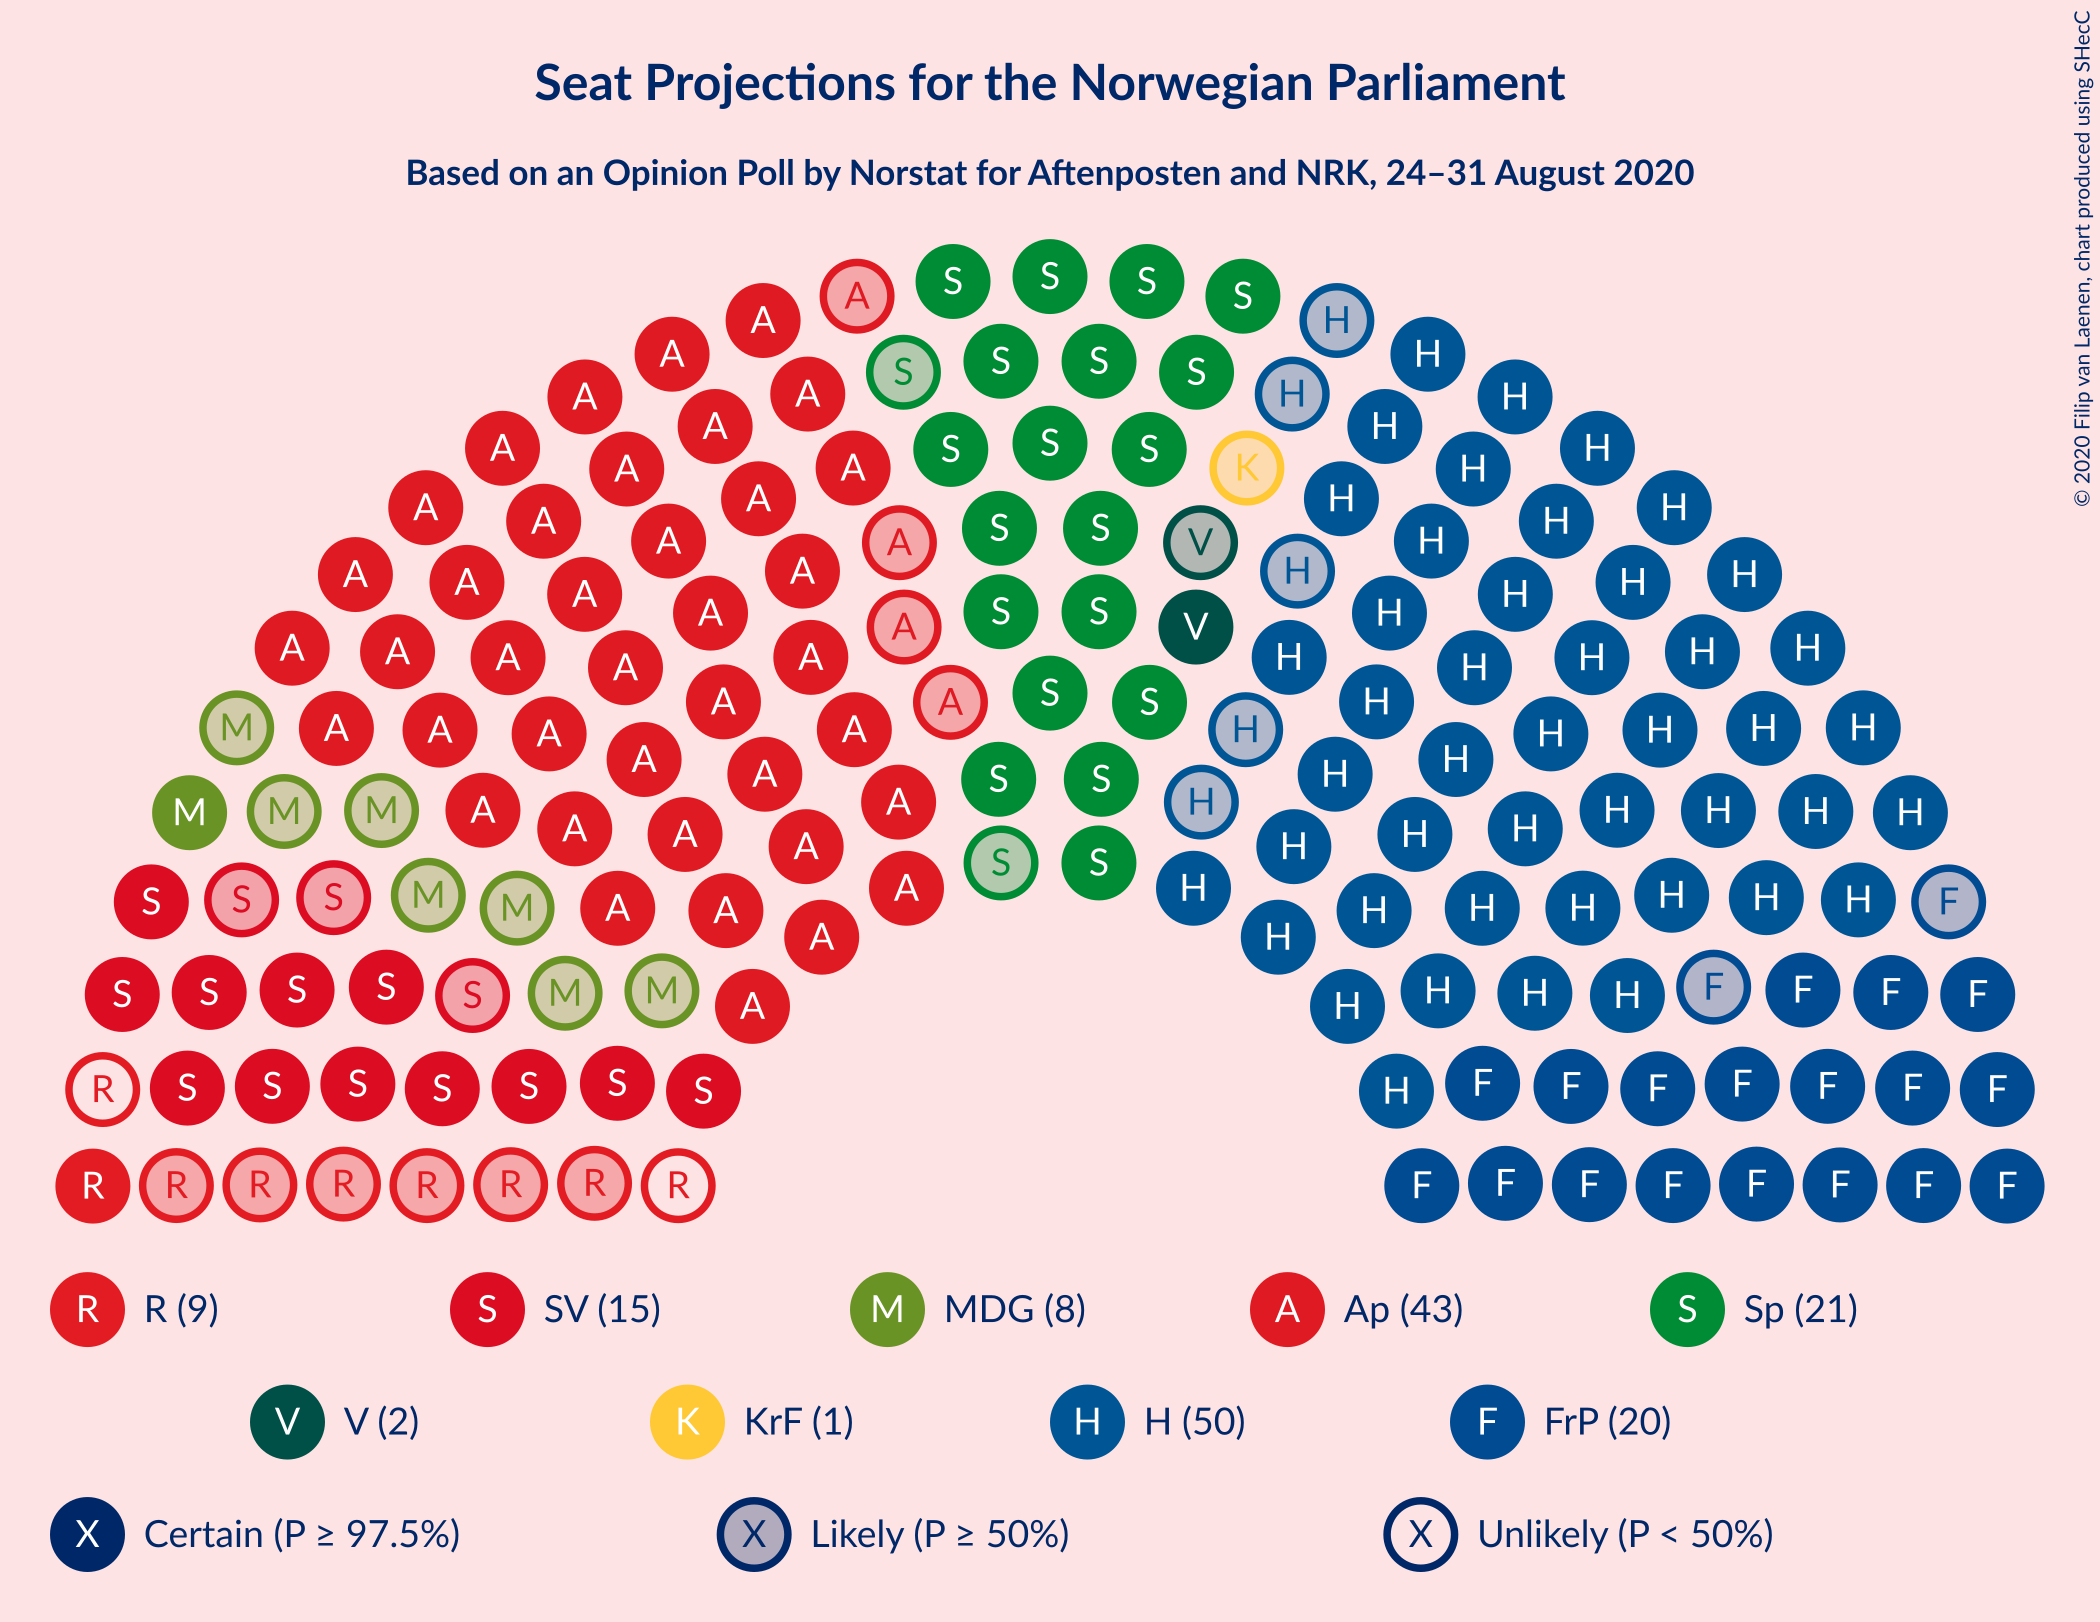 Seat Projections for the Norwegian Parliament
Based on an Opinion Poll by Norstat for Aftenposten and NRK, 24–31 August 2020
© 2020 Filip van Laenen, chart produced using SHecC
S S S S
A H
A H
A S S S S H
A H H
A S S S K H
A A A H H H
A A A S S V H H H
A A A A H H H H
A A A S S V H H H
A A A A A S S H H H H H
M A A A A A H H H H H H
M M M A A A A A S S H H H H H H H H
S S S M M A A A A S S H H H H H H H H F
S S S S S M M A H H H H F F F F
R S S S S S S S H F F F F F F F
R R R R R R R R F F F F F F F F
R R (9) S SV (15) M MDG (8) A Ap (43) S Sp (21)
V V (2) K KrF (1) H H (50) F FrP (20)
X Certain (P ≥ 97.5%) X Likely (P ≥ 50%) X Unlikely (P < 50%)